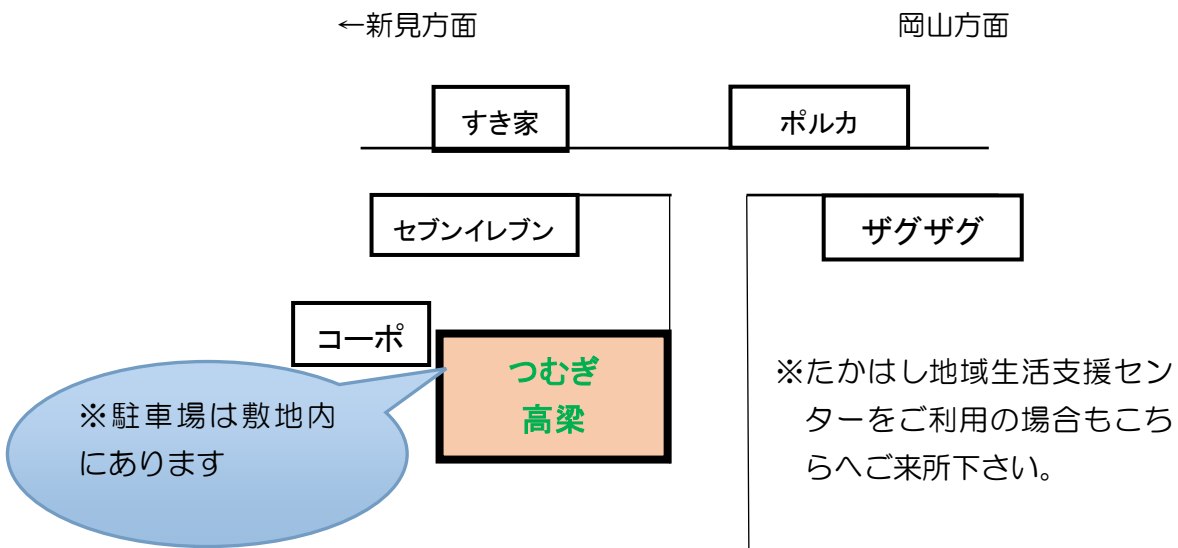 ←新見方面
岡山方面
すき家
ポルカ
セブンイレブン
ザグザグ
コーポ
つむぎ
高梁
※駐車場は敷地内
にあります
※たかはし地域生活支援セン
ターをご利用の場合もこち
らへご来所下さい。